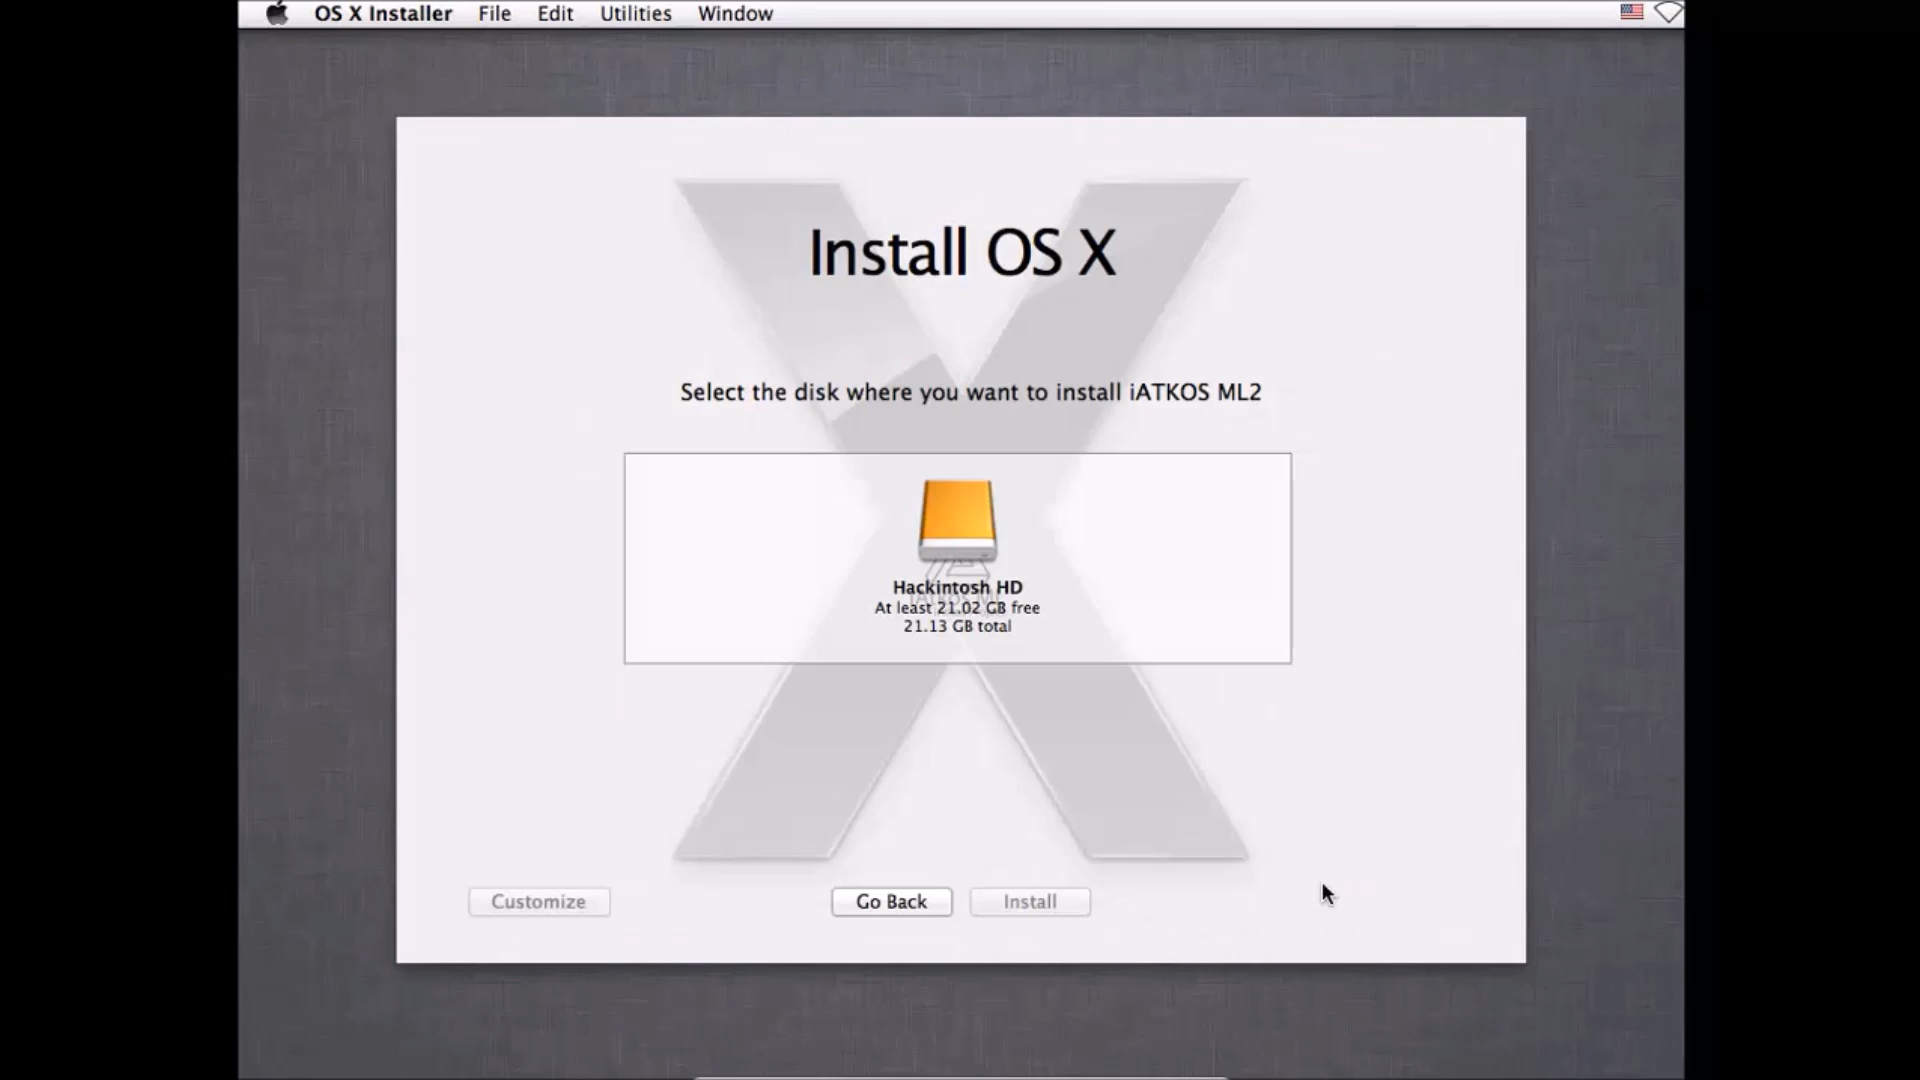 OS X Installer File Edit Utilities Window
Install OS X
Select the disk where you want to install iATKOS ML2
Hackintosh HD
At least 21.02 GB free
21.13 GB total
Customize Go Back Install